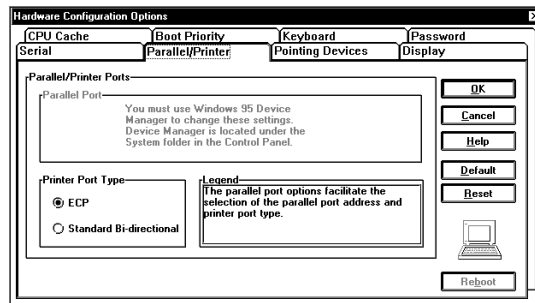 Hardware Configuration Options
CPU Cache
Boot Priority
Keyboard
Password
Serial
Parallel/Printer
Pointing Devices
Display
Parallel/Printer Ports
Parallel Port
You must use Windows 95 Device
Manager to change these settings.
Device Manager is located under the
System folder in the Control Panel.
Printer Port Type
ECP
Standard Bi-directional
Legend
The parallel port options facilitate the
selection of the parallel port address and
printer port type.
OK
Cancel
Help
Default
Reset
Reboot